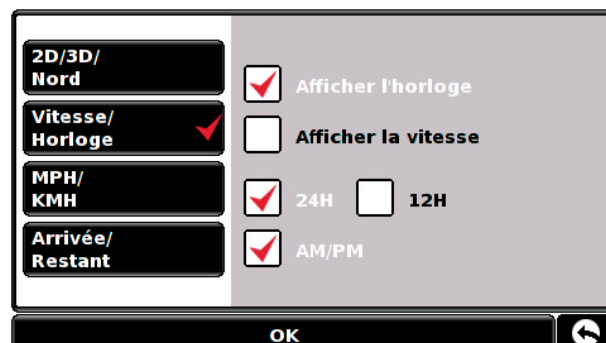 2D/3D/
Nord
Vitesse/
Horloge
MPH/
KMH
Arrivée/
Restant
Afficher l'horloge
Afficher la vitesse
24H 12H
AM/PM
OK